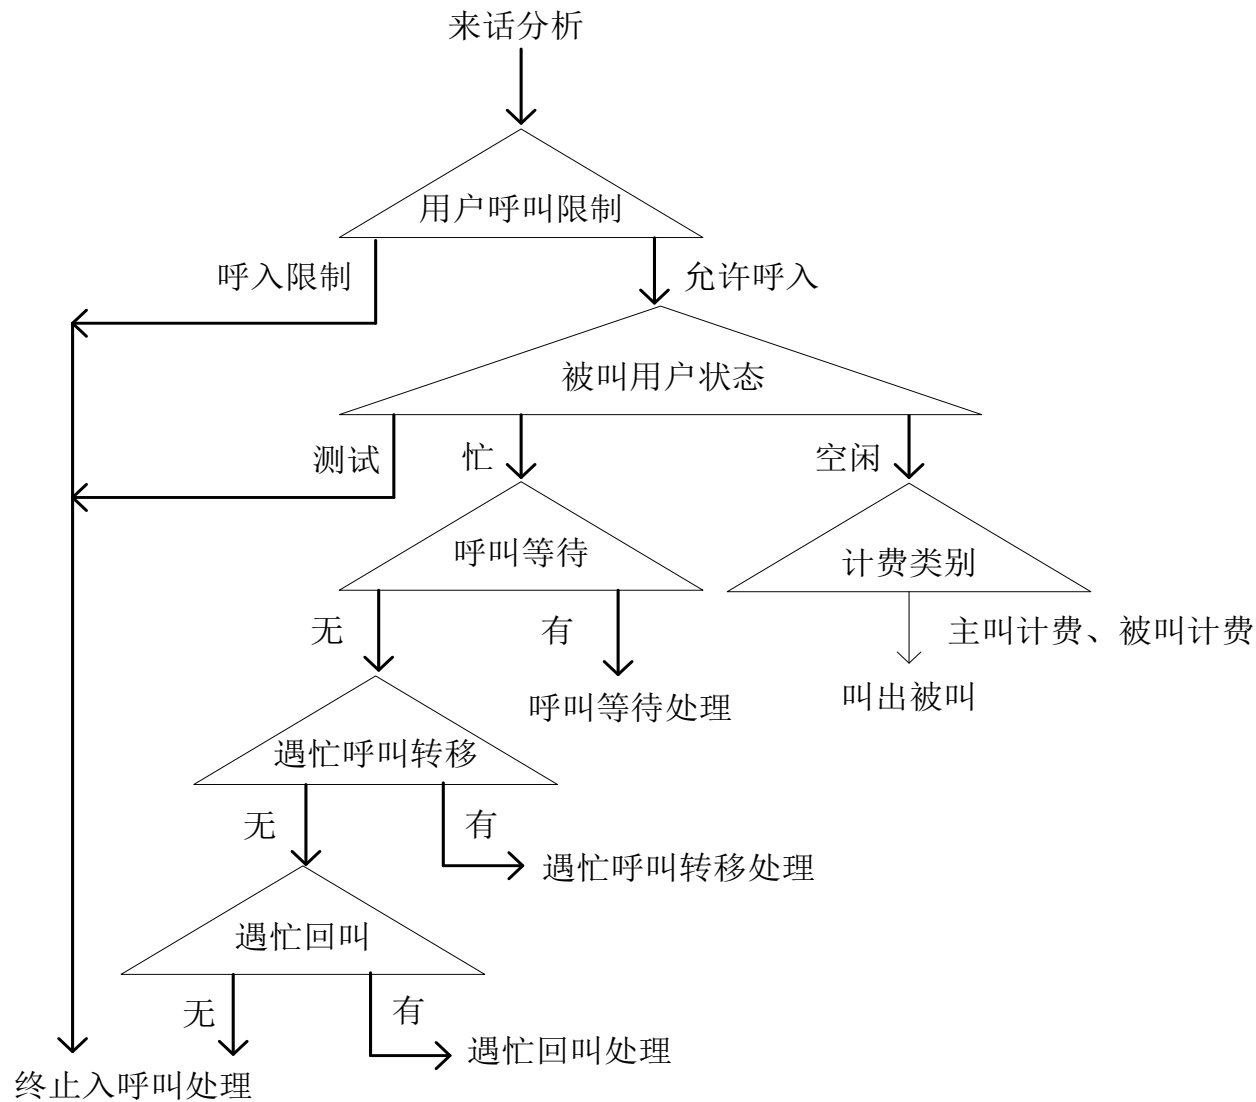 来话分析
用户呼叫限制
呼入限制
允许呼入
被叫用户状态
测试
忙
空闲
呼叫等待
计费类别
无
有
主叫计费、被叫计费
呼叫等待处理
叫出被叫
遇忙呼叫转移
无
有
遇忙呼叫转移处理
遇忙回叫
无
有
遇忙回叫处理
终止入呼叫处理